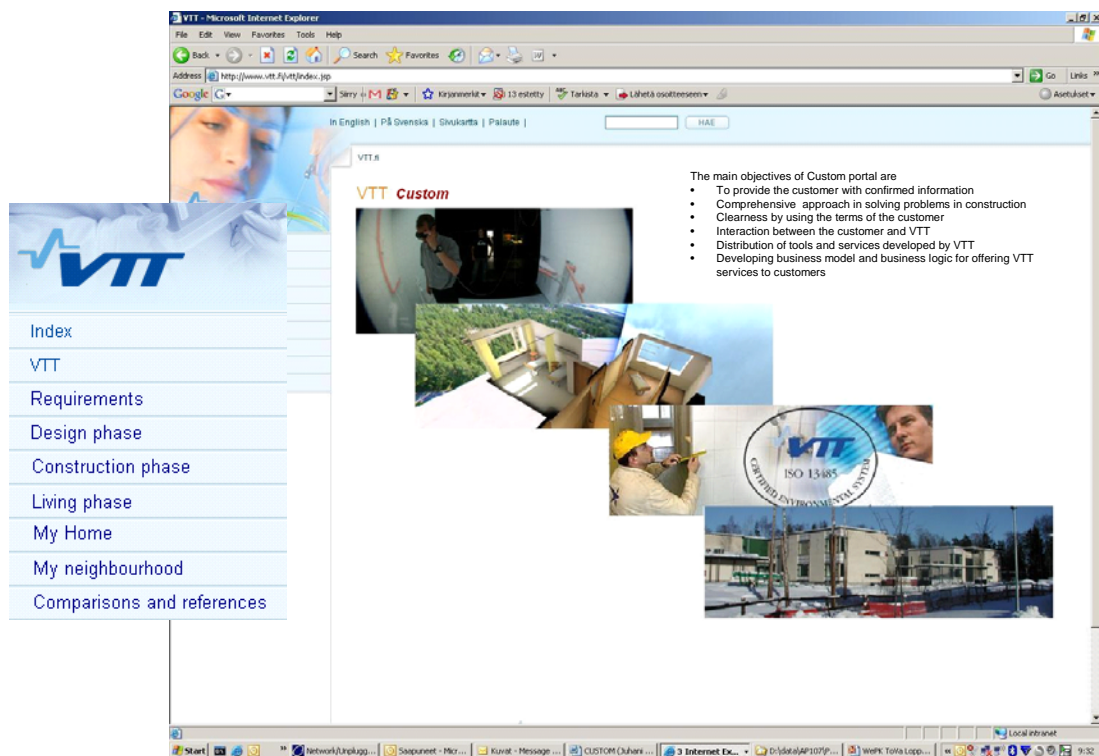 VTT - Microsoft Internet Explorer
File Edit View Favorites Tools Help
Back Search Favorites
Address http://www.vtt.fi/vtt/index.jsp Go Links »
Google G Siirry Kirjanmerkit 13 estetty Tarkista Lähetä osoitteeseen Asetukset
In English | På Svenska | Sivukartta | Palaute | HAE
VTT.fi
VTT Custom
The main objectives of Custom portal are
• To provide the customer with confirmed information
• Comprehensive approach in solving problems in construction
• Clearness by using the terms of the customer
• Interaction between the customer and VTT
• Distribution of tools and services developed by VTT
• Developing business model and business logic for offering VTT
services to customers
VTT
Index
VTT
Requirements
Design phase
Construction phase
Living phase
My Home
My neighbourhood
Comparisons and references
VTT
ISO 13485
CERTIFIED ENVIRONMENTAL SYSTEM
Local intranet
Start » Network/Unplugg... Saapuneet - Micr... Kuvat - Message ... CUSTOM (Juhani ... 3 Internet Ex... D:\data\AP107\P... WePK ToVa Lopp... « 9:32